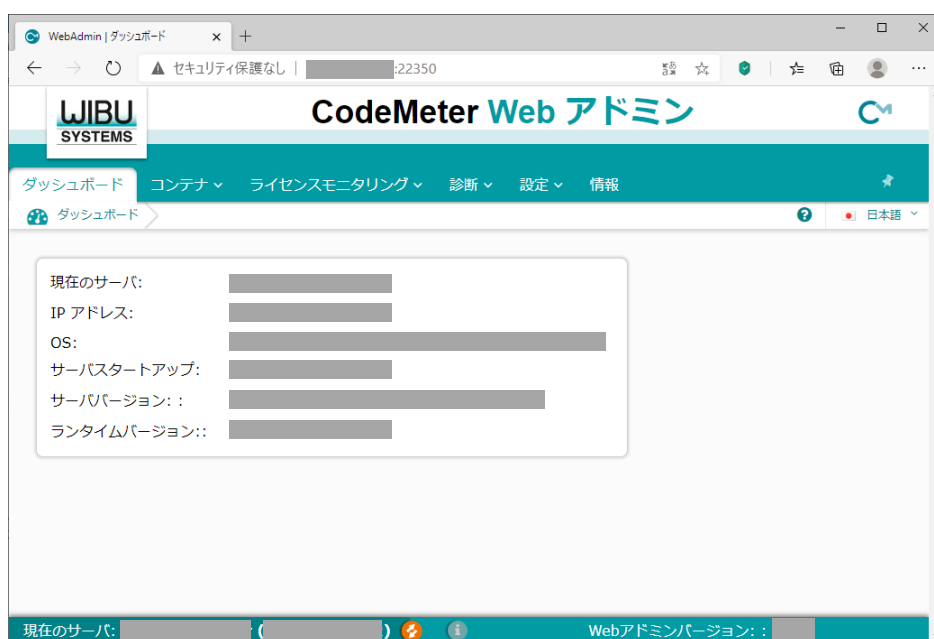 WebAdmin | ダッシュボード
セキュリティ保護なし | :22350
WIBU
SYSTEMS
CodeMeter Web アドミン
ダッシュボード コンテナ ライセンスモニタリング 診断 設定 情報
ダッシュボード 日本語
現在のサーバ:
IP アドレス:
OS:
サーバスタートアップ:
サーババージョン: :
ランタイムバージョン::
現在のサーバ: ( ) Webアドミンバージョン: :